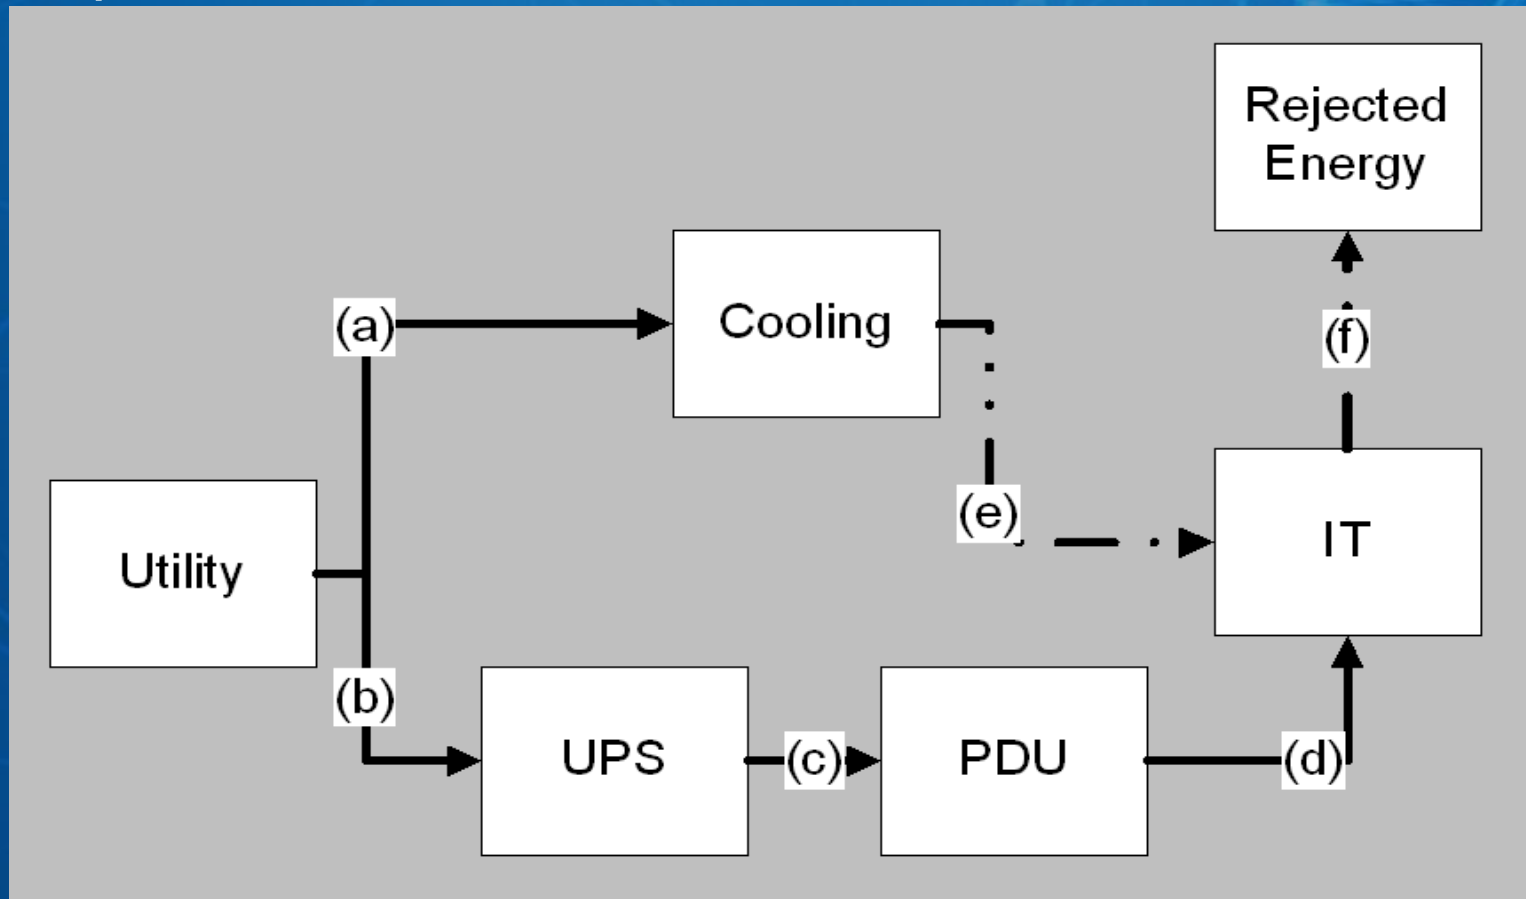 Rejected
Energy
(a)
Cooling
(f)
(e)
IT
Utility
(b)
UPS
(c)
PDU
(d)